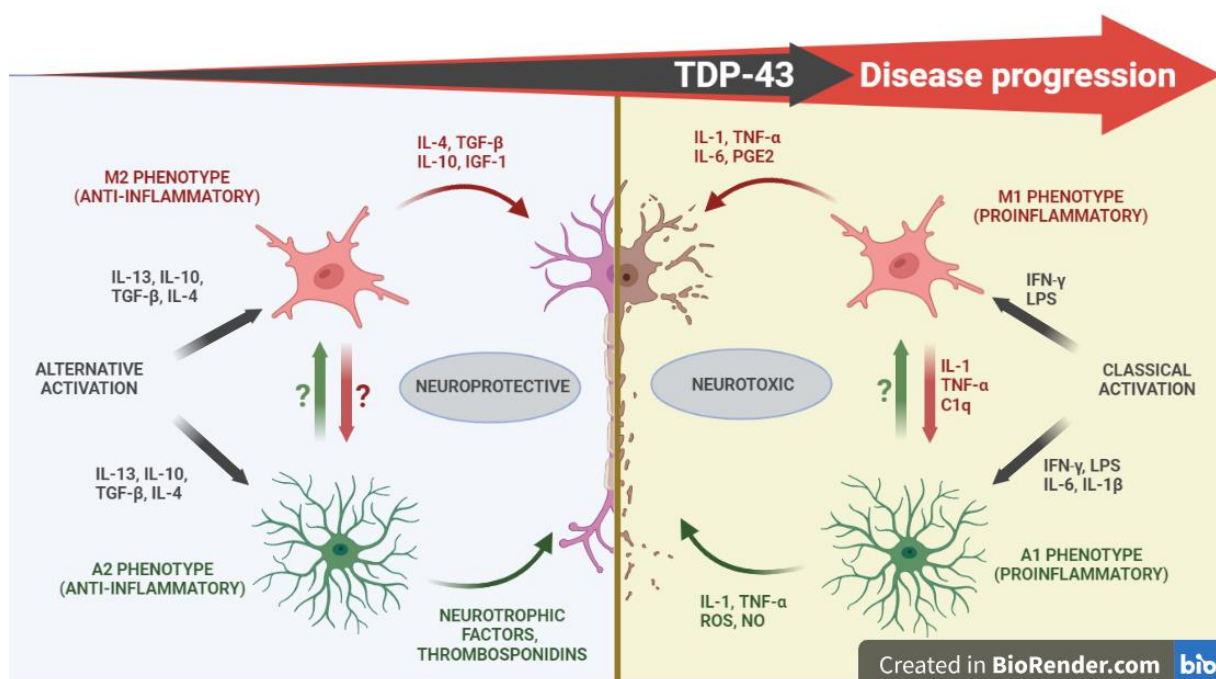 TDP-43
Disease progression
IL-4, TGF-β
IL-10, IGF-1
M2 PHENOTYPE
(ANTI-INFLAMMATORY)
IL-13, IL-10,
TGF-β, IL-4
ALTERNATIVE
ACTIVATION
?
?
NEUROPROTECTIVE
IL-13, IL-10,
TGF-β, IL-4
A2 PHENOTYPE
(ANTI-INFLAMMATORY)
NEUROTROPHIC
FACTORS,
THROMBOSPONIDINS
IL-1, TNF-α
IL-6, PGE2
M1 PHENOTYPE
(PROINFLAMMATORY)
IFN-γ
LPS
NEUROTOXIC
?
IL-1
TNF-α
C1q
CLASSICAL
ACTIVATION
IFN-γ, LPS
IL-6, IL-1β
A1 PHENOTYPE
(PROINFLAMMATORY)
IL-1, TNF-α
ROS, NO
Created in BioRender.com
bio